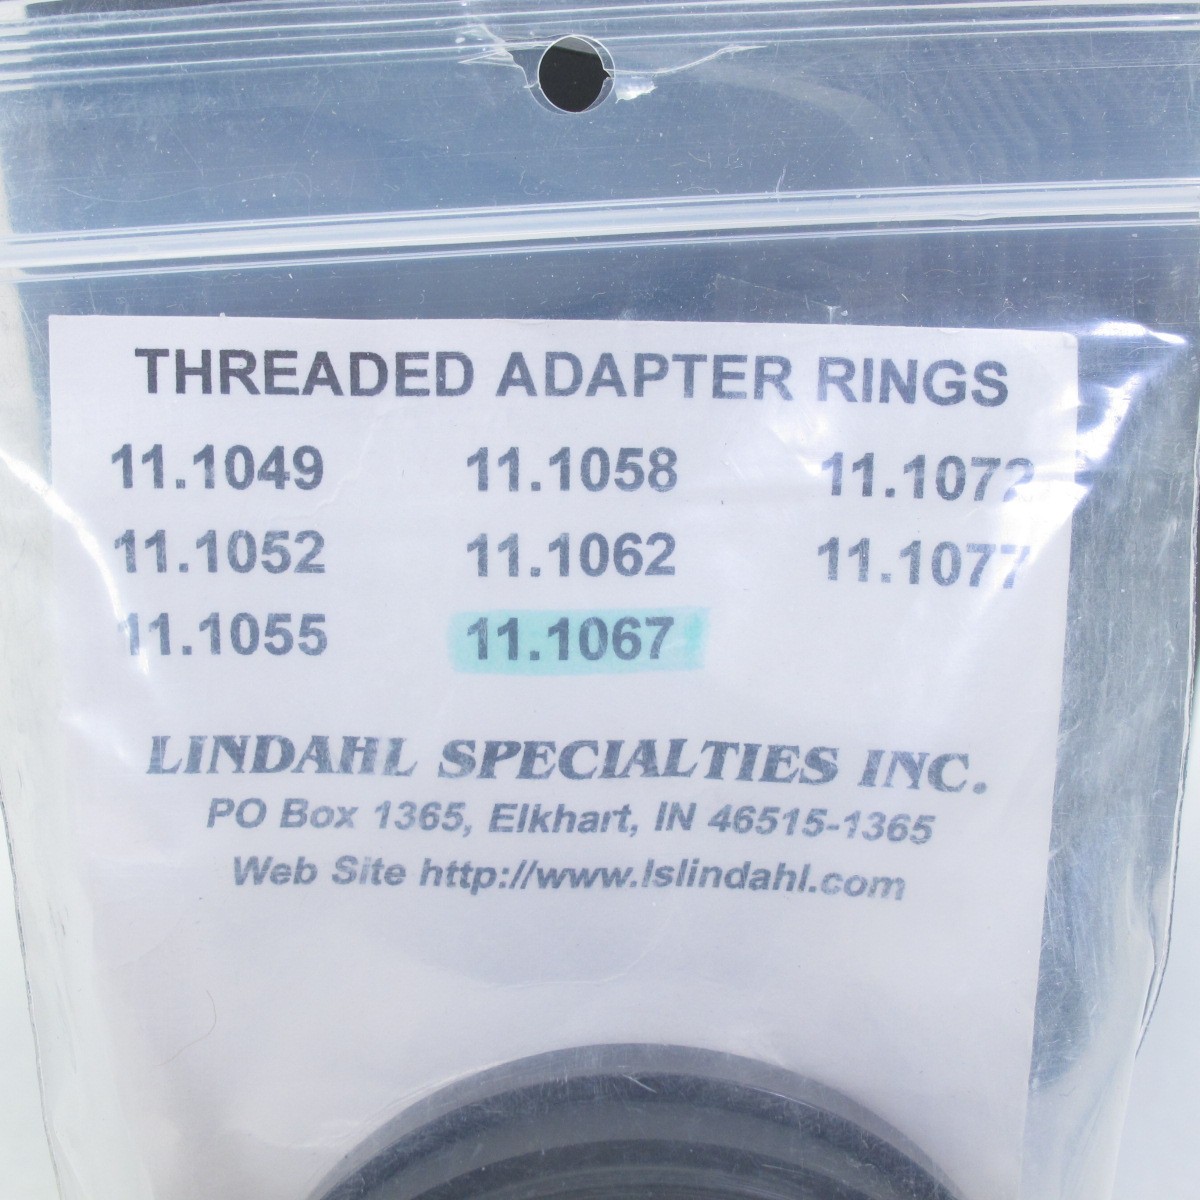 THREADED ADAPTER RINGS
11.1049 11.1058 11.1072
11.1052 11.1062 11.1077
11.1055 11.1067
LINDAHL SPECIALTIES INC.
PO Box 1365, Elkhart, IN 46515-1365
Web Site http://www.lslindahl.com